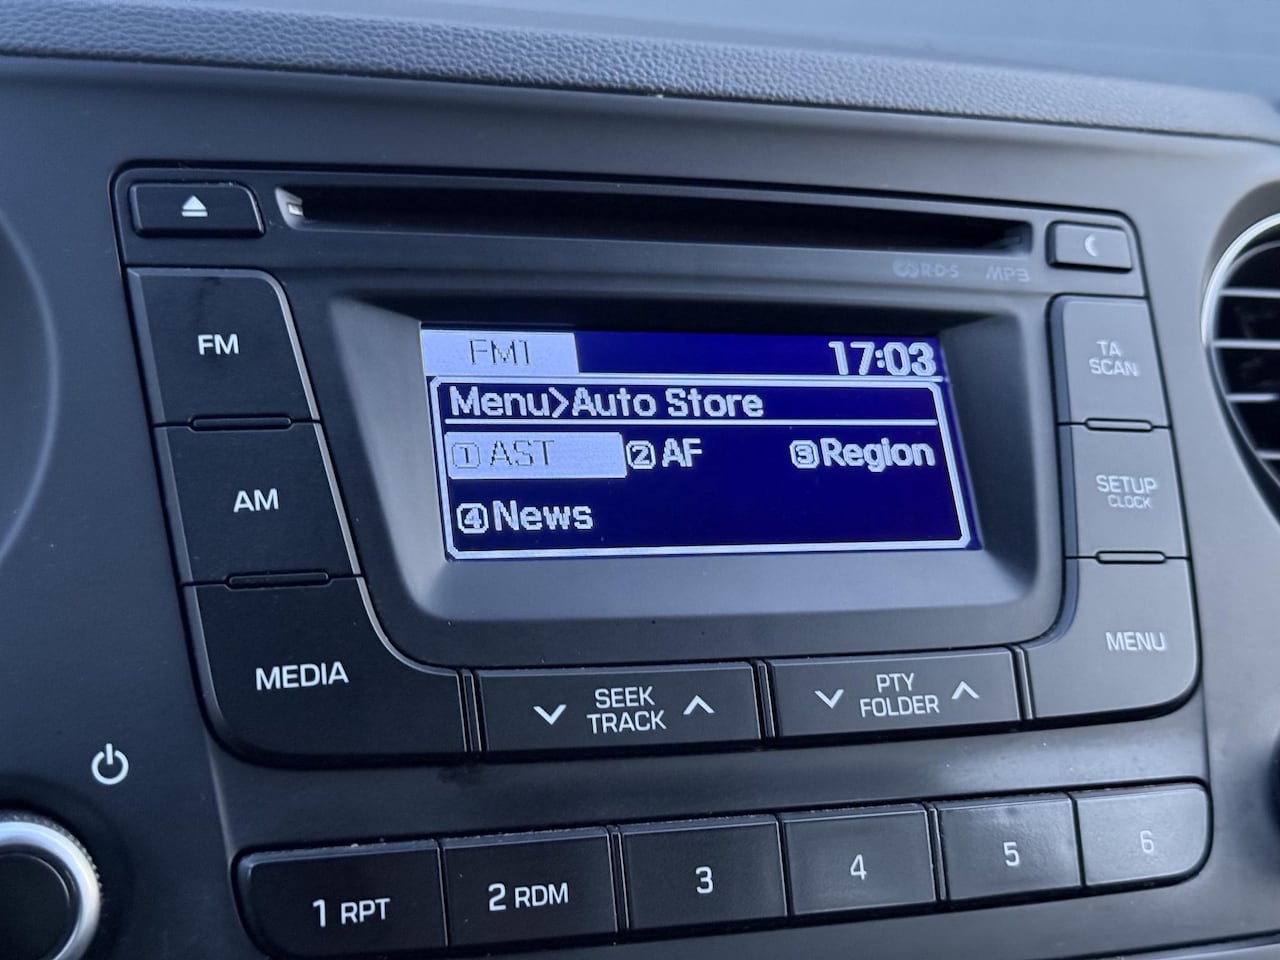 RDS MP3
FM
FM1 17:03
Menu>Auto Store
1 AST 2 AF 3 Region
4 News
TA
SCAN
AM
SETUP
CLOCK
MEDIA
SEEK
TRACK
PTY
FOLDER
MENU
1 RPT 2 RDM 3 4 5 6